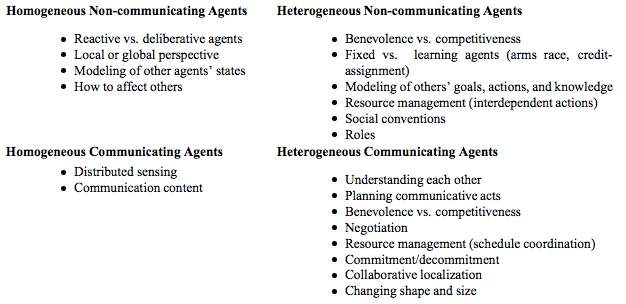 Homogeneous Non-communicating Agents
• Reactive vs. deliberative agents
• Local or global perspective
• Modeling of other agents' states
• How to affect others
Heterogeneous Non-communicating Agents
• Benevolence vs. competitiveness
• Fixed vs. learning agents (arms race, credit-
assignment)
• Modeling of others' goals, actions, and knowledge
• Resource management (interdependent actions)
• Social conventions
• Roles
Homogeneous Communicating Agents
• Distributed sensing
• Communication content
Heterogeneous Communicating Agents
• Understanding each other
• Planning communicative acts
• Benevolence vs. competitiveness
• Negotiation
• Resource management (schedule coordination)
• Commitment/decommitment
• Collaborative localization
• Changing shape and size